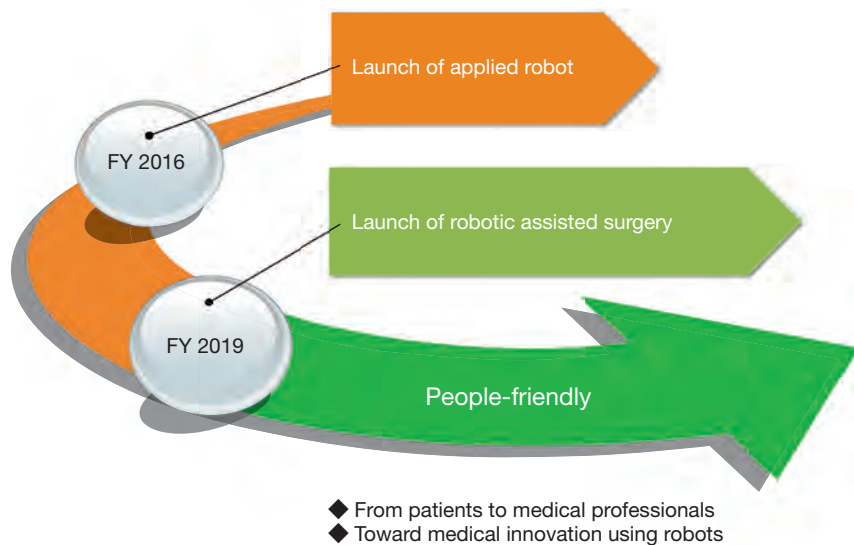 Launch of applied robot
FY 2016
Launch of robotic assisted surgery
FY 2019
People-friendly
◆ From patients to medical professionals
◆ Toward medical innovation using robots